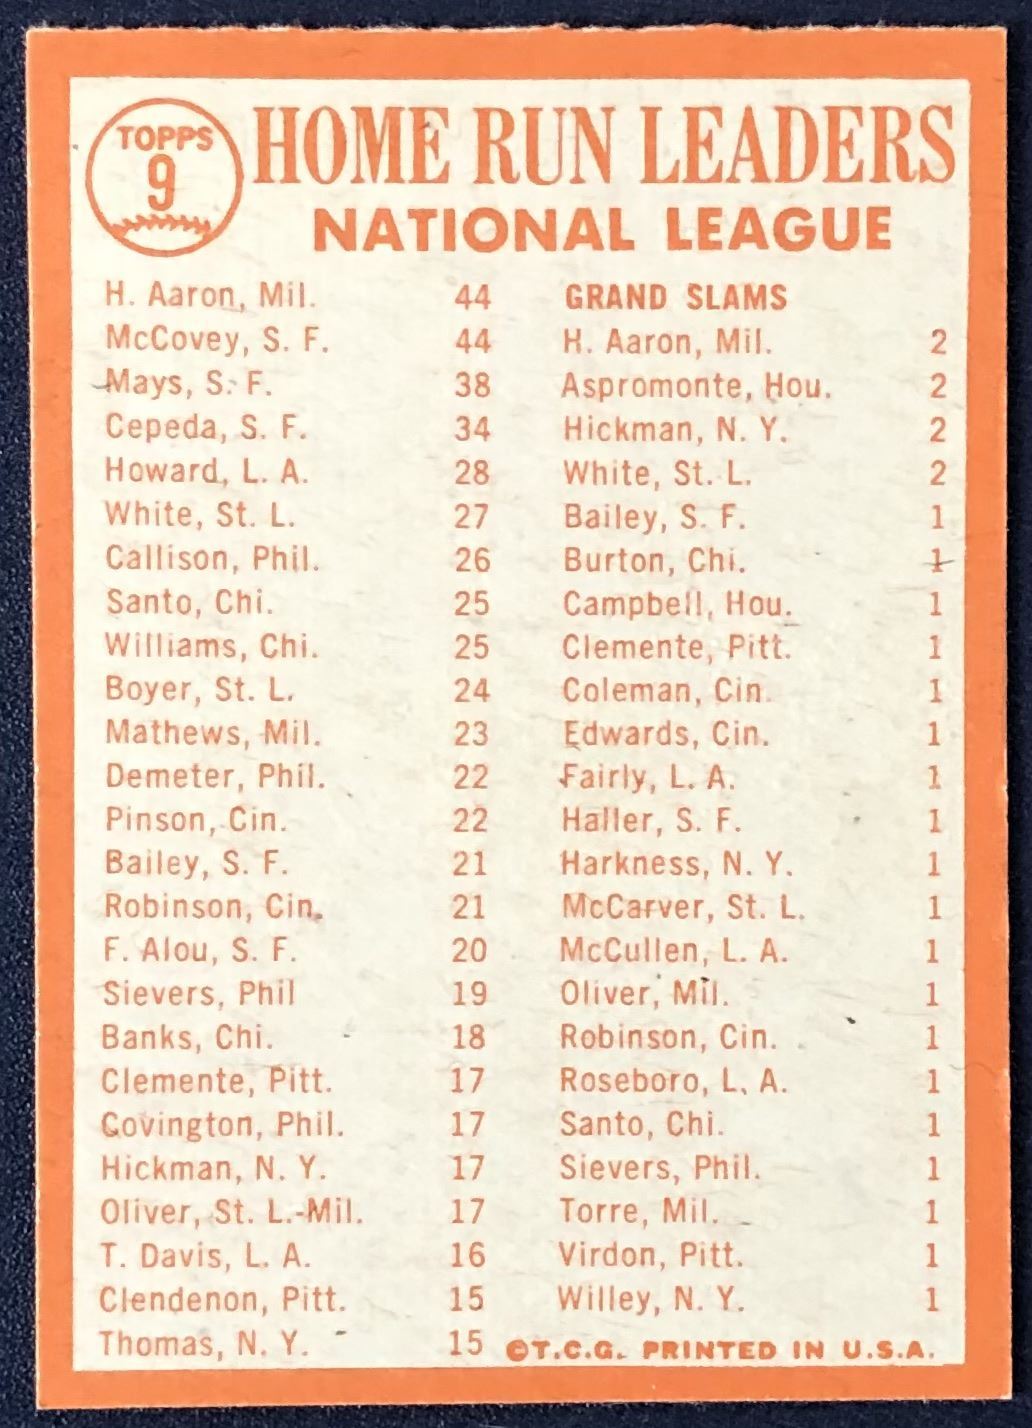 TOPPS
9
HOME RUN LEADERS
NATIONAL LEAGUE
H. Aaron, Mil. 44
McCovey, S. F. 44
Mays, S. F. 38
Cepeda, S. F. 34
Howard, L. A. 28
White, St. L. 27
Callison, Phil. 26
Santo, Chi. 25
Williams, Chi. 25
Boyer, St. L. 24
Mathews, Mil. 23
Demeter, Phil. 22
Pinson, Cin. 22
Bailey, S. F. 21
Robinson, Cin. 21
F. Alou, S. F. 20
Sievers, Phil 19
Banks, Chi. 18
Clemente, Pitt. 17
Covington, Phil. 17
Hickman, N. Y. 17
Oliver, St. L.-Mil. 17
T. Davis, L. A. 16
Clendenon, Pitt. 15
Thomas, N. Y. 15
GRAND SLAMS
H. Aaron, Mil. 2
Aspromonte, Hou. 2
Hickman, N. Y. 2
White, St. L. 2
Bailey, S. F. 1
Burton, Chi. 1
Campbell, Hou. 1
Clemente, Pitt. 1
Coleman, Cin. 1
Edwards, Cin. 1
Fairly, L. A. 1
Haller, S. F. 1
Harkness, N. Y. 1
McCarver, St. L. 1
McCullen, L. A. 1
Oliver, Mil. 1
Robinson, Cin. 1
Roseboro, L. A. 1
Santo, Chi. 1
Sievers, Phil. 1
Torre, Mil. 1
Virdon, Pitt. 1
Willey, N. Y. 1
©T.C.G. PRINTED IN U.S.A.